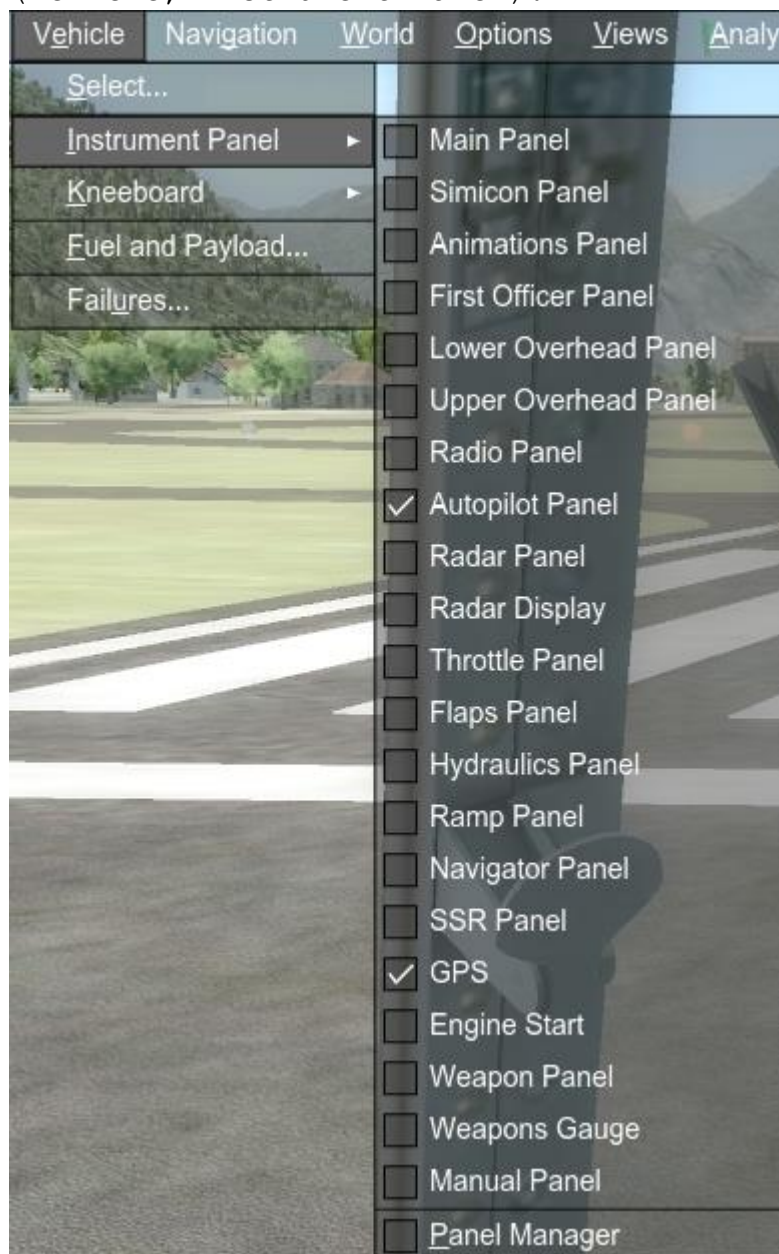 Vehicle Navigation World Options Views Analy
Select...
Instrument Panel
Kneeboard
Fuel and Payload...
Failures...
Main Panel
Simicon Panel
Animations Panel
First Officer Panel
Lower Overhead Panel
Upper Overhead Panel
Radio Panel
Autopilot Panel
Radar Panel
Radar Display
Throttle Panel
Flaps Panel
Hydraulics Panel
Ramp Panel
Navigator Panel
SSR Panel
GPS
Engine Start
Weapon Panel
Weapons Gauge
Manual Panel
Panel Manager